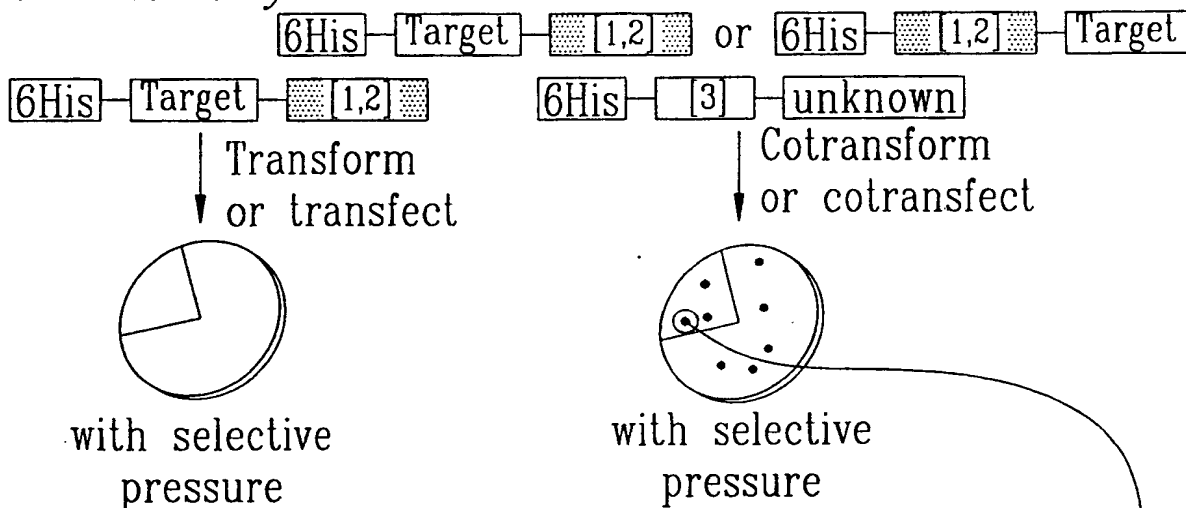 6His Target [1,2] or 6His [1,2] Target
6His Target [1,2] 6His [3] unknown
Transform
or transfect
Cotransform
or cotransfect
with selective
pressure
with selective
pressure